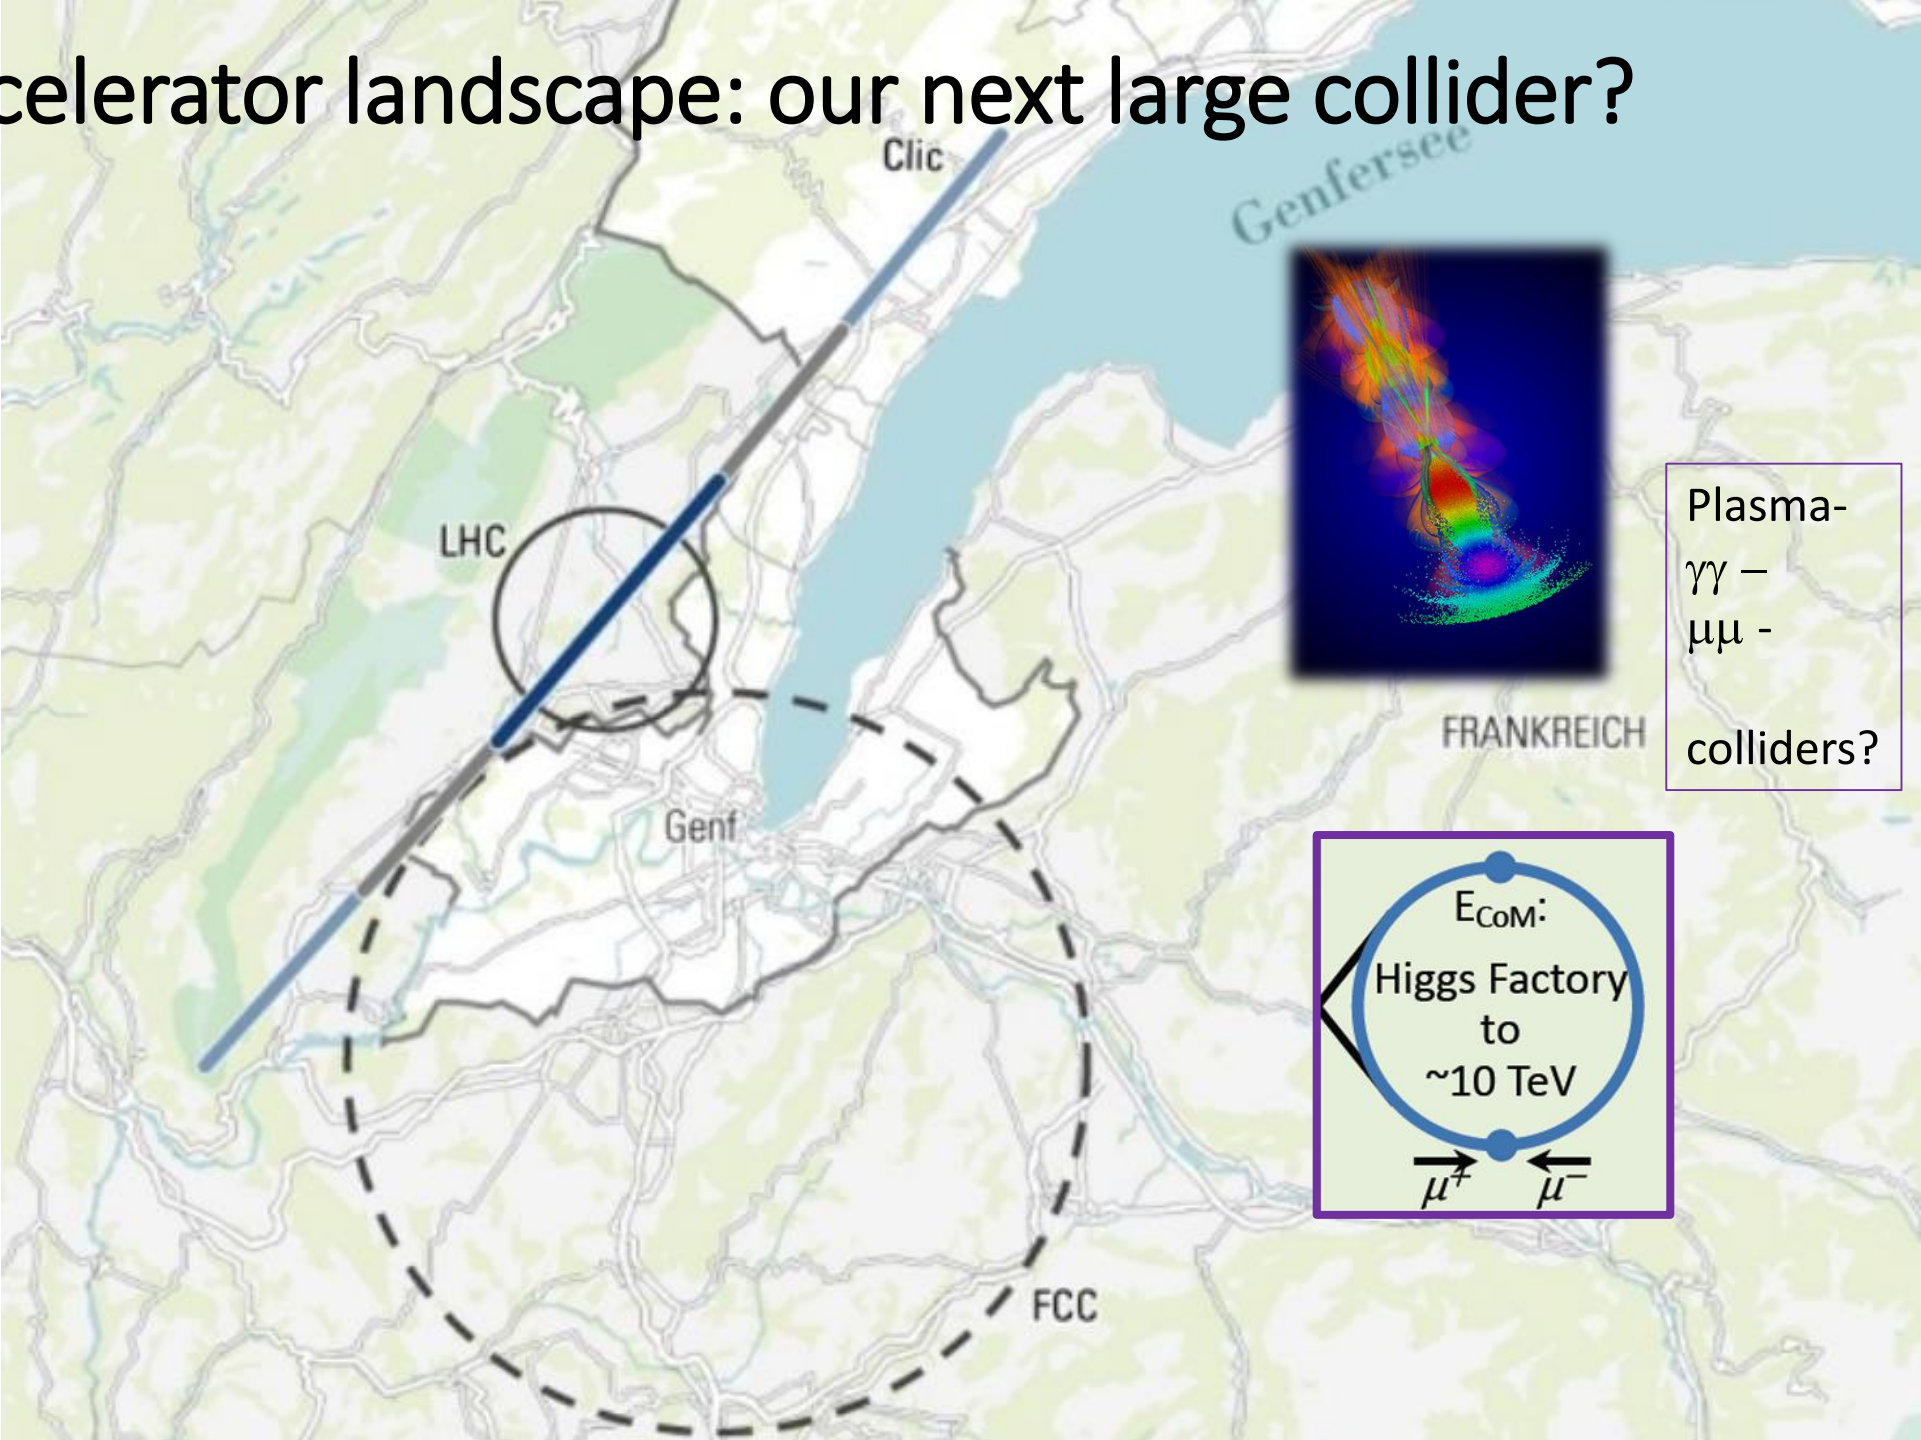 celerator landscape: our next large collider?
Clic
Genfersee
LHC
Plasma-
γγ –
μμ -
colliders?
FRANKREICH
Genf
E_CoM:
Higgs Factory
to
~10 TeV
μ+ μ−
FCC